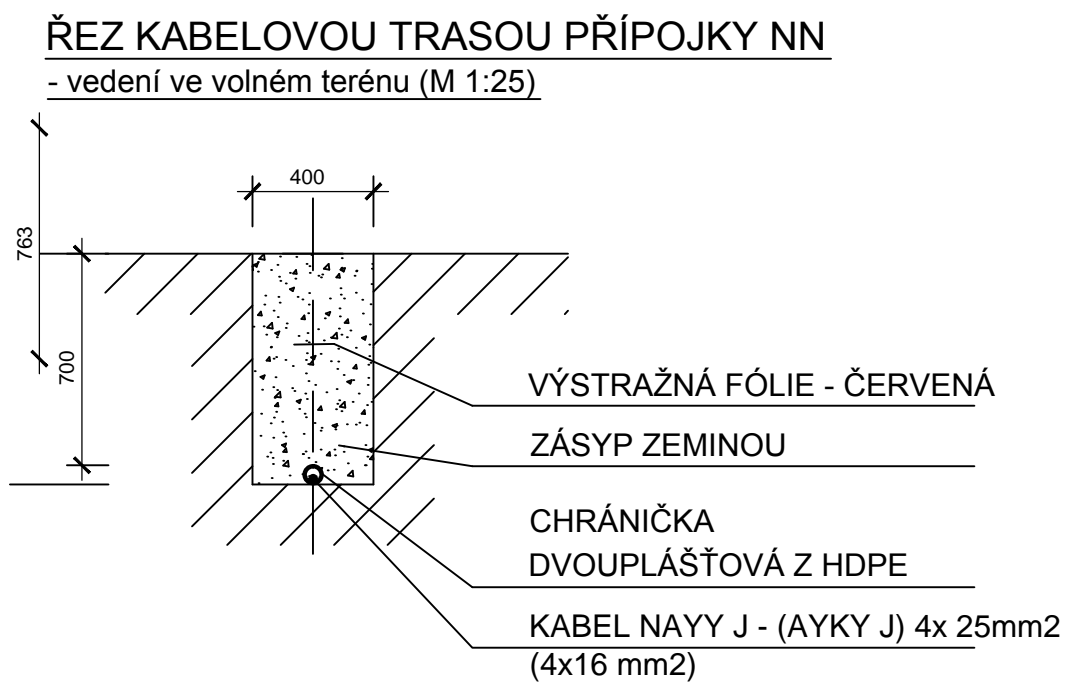 ŘEZ KABELOVOU TRASOU PŘÍPOJKY NN
- vedení ve volném terénu (M 1:25)
400
763
700
VÝSTRAŽNÁ FÓLIE - ČERVENÁ
ZÁSYP ZEMINOU
CHRÁNIČKA
DVOUPLÁŠŤOVÁ Z HDPE
KABEL NAYY J - (AYKY J) 4x 25mm2
(4x16 mm2)